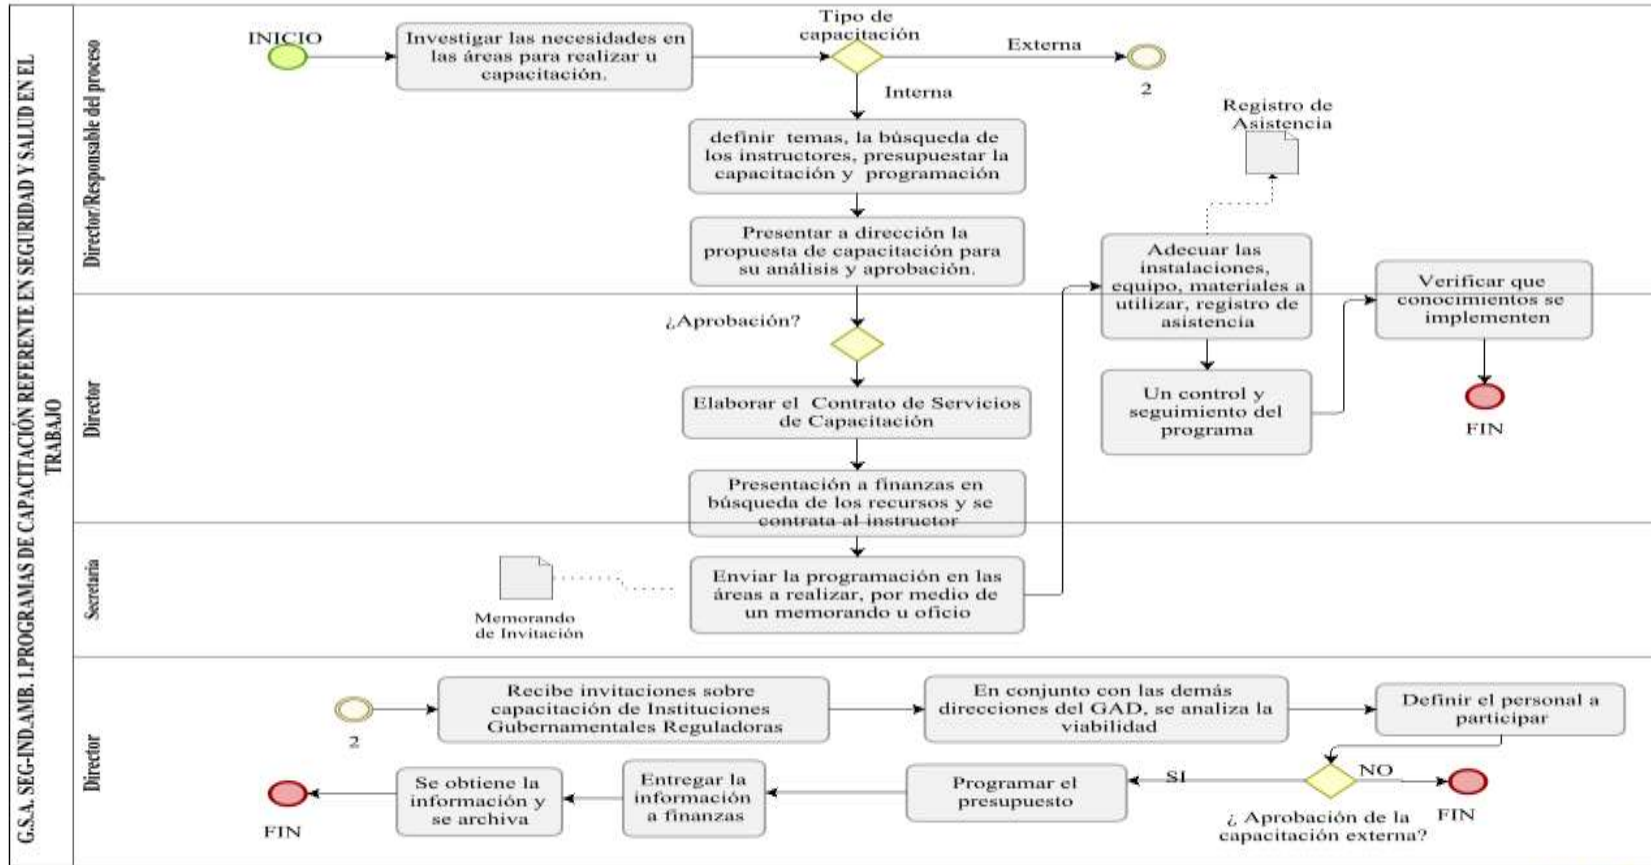 G.S.A. SEG-IND.AMB. 1.PROGRAMAS DE CAPACITACIÓN REFERENTE EN SEGURIDAD Y SALUD EN EL
TRABAJO
Director/Responsable del proceso
INICIO
Investigar las necesidades en
las áreas para realizar u
capacitación.
Tipo de
capacitación
Externa
2
Interna
definir temas, la búsqueda de
los instructores, presupuestar la
capacitación y programación
Presentar a dirección la
propuesta de capacitación para
su análisis y aprobación.
Registro de
Asistencia
Adecuar las
instalaciones,
equipo, materiales a
utilizar, registro de
asistencia
Verificar que
conocimientos se
implementen
Director
¿Aprobación?
Elaborar el Contrato de Servicios
de Capacitación
Presentación a finanzas en
búsqueda de los recursos y se
contrata al instructor
Un control y
seguimiento del
programa
FIN
Secretaria
Memorando
de Invitación
Enviar la programación en las
áreas a realizar, por medio de
un memorando u oficio
Director
2
Recibe invitaciones sobre
capacitación de Instituciones
Gubernamentales Reguladoras
En conjunto con las demás
direcciones del GAD, se analiza la
viabilidad
Definir el personal a
participar
¿ Aprobación de la
capacitación externa?
NO
FIN
SI
Programar el
presupuesto
Entregar la
información
a finanzas
Se obtiene la
información y
se archiva
FIN